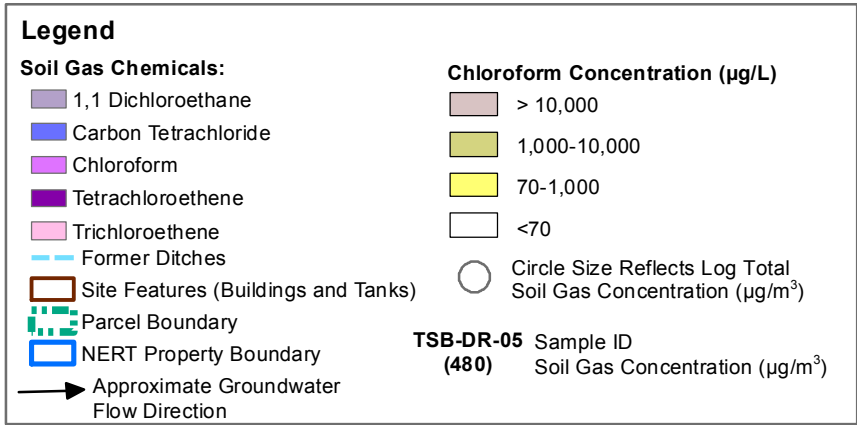 Legend
Soil Gas Chemicals:
1,1 Dichloroethane
Carbon Tetrachloride
Chloroform
Tetrachloroethene
Trichloroethene
Former Ditches
Site Features (Buildings and Tanks)
Parcel Boundary
NERT Property Boundary
Approximate Groundwater
Flow Direction
Chloroform Concentration (µg/L)
> 10,000
1,000-10,000
70-1,000
<70
Circle Size Reflects Log Total
Soil Gas Concentration (µg/m³)
TSB-DR-05 Sample ID
(480) Soil Gas Concentration (µg/m³)